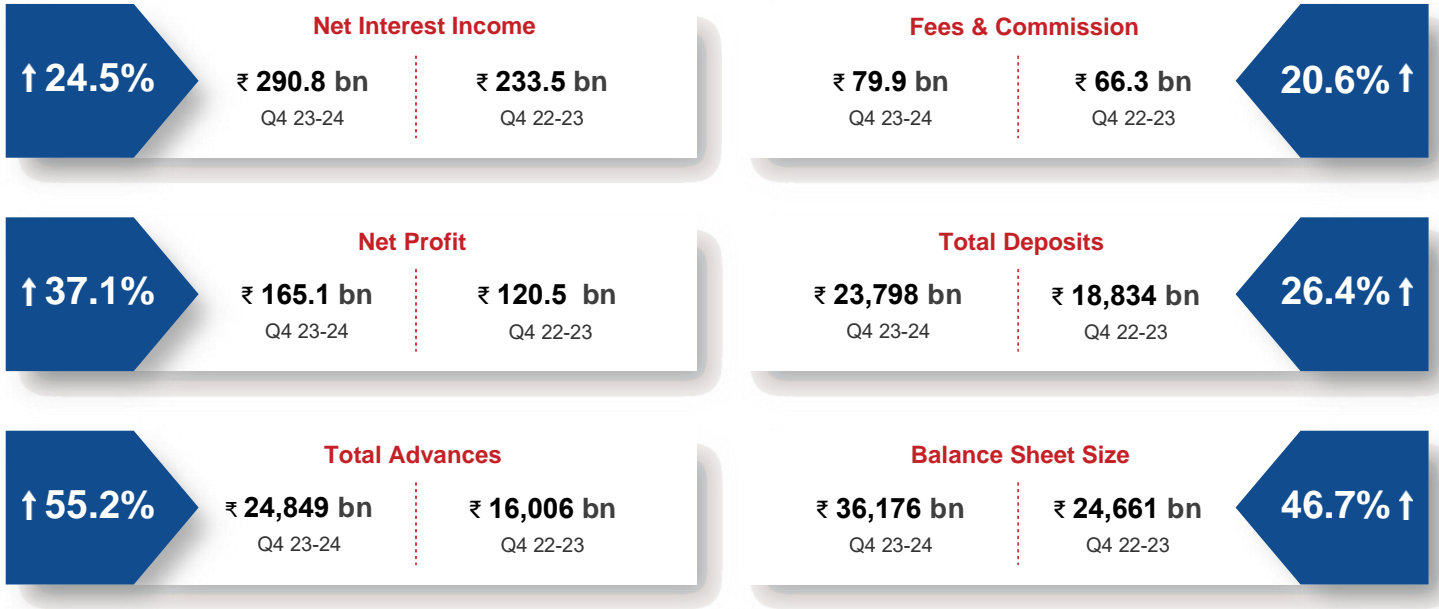 Net Interest Income
↑ 24.5%
₹ 290.8 bn
₹ 233.5 bn
Q4 23-24
Q4 22-23
Fees & Commission
₹ 79.9 bn
₹ 66.3 bn
20.6% ↑
Q4 23-24
Q4 22-23
Net Profit
↑ 37.1%
₹ 165.1 bn
₹ 120.5 bn
Q4 23-24
Q4 22-23
Total Deposits
₹ 23,798 bn
₹ 18,834 bn
26.4% ↑
Q4 23-24
Q4 22-23
Total Advances
↑ 55.2%
₹ 24,849 bn
₹ 16,006 bn
Q4 23-24
Q4 22-23
Balance Sheet Size
₹ 36,176 bn
₹ 24,661 bn
46.7% ↑
Q4 23-24
Q4 22-23